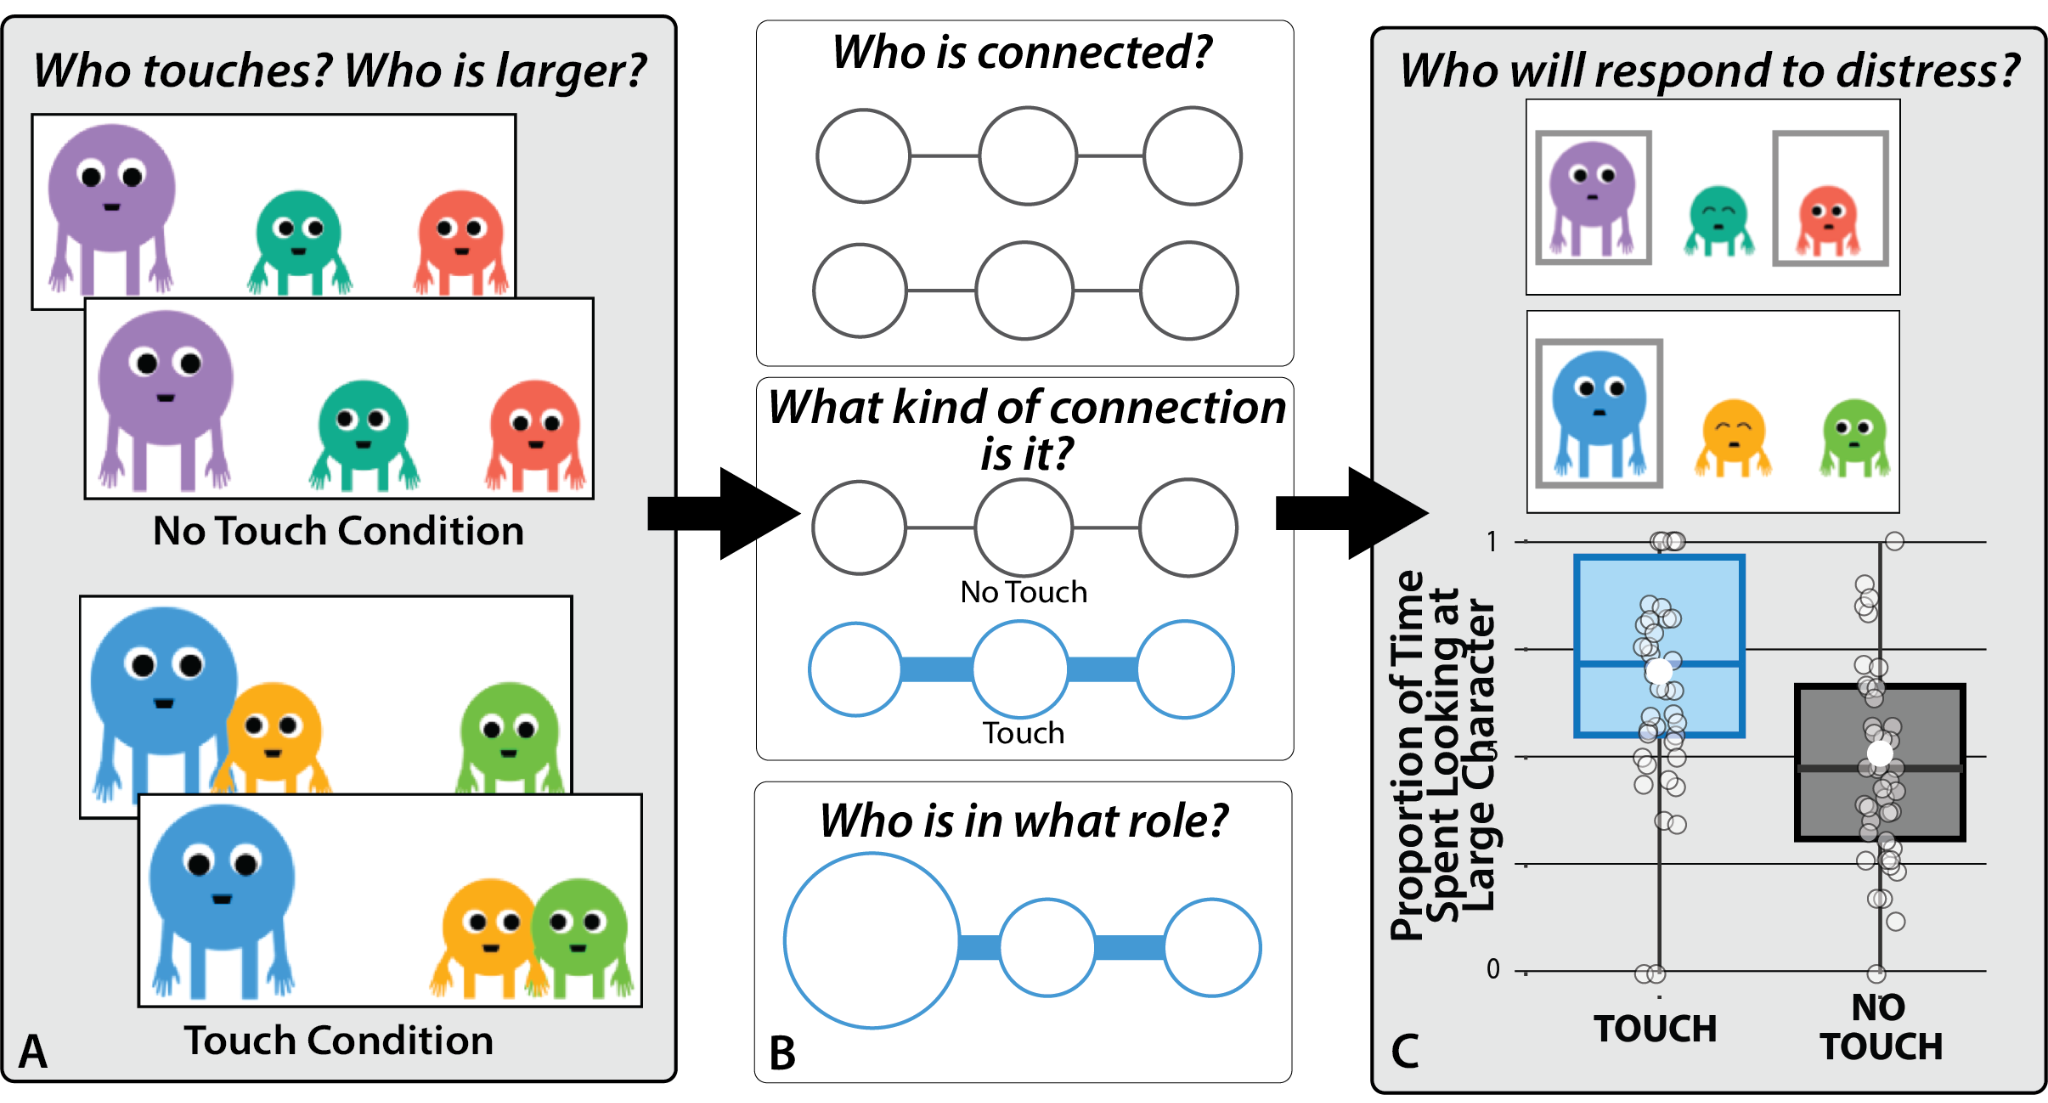 Who touches? Who is larger?
No Touch Condition
Touch Condition
A
Who is connected?
What kind of connection
is it?
No Touch
Touch
Who is in what role?
B
Who will respond to distress?
Proportion of Time
Spent Looking at
Large Character
1
0
TOUCH
NO
TOUCH
C